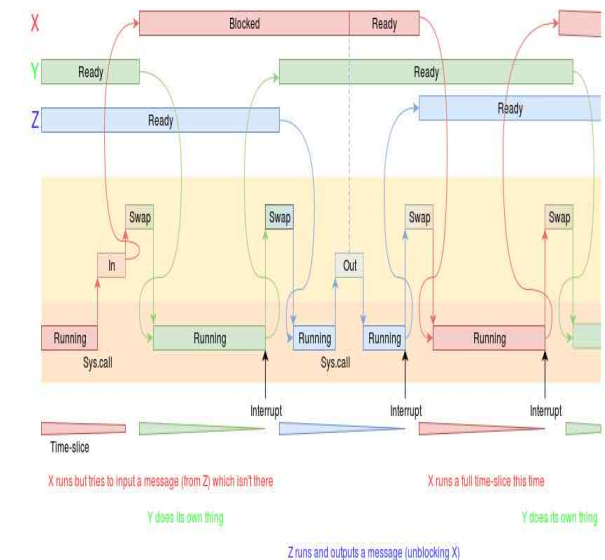 X
Blocked
Ready
Y
Ready
Ready
Z
Ready
Ready
Swap
Swap
Swap
Swap
In
Out
Running
Running
Running
Running
Running
Sys.call
Sys.call
Interrupt
Interrupt
Interrupt
Time-slice
X runs but tries to input a message (from Z) which isn't there
X runs a full time-slice this time
Y does its own thing
Y does its own thing
Z runs and outputs a message (unblocking X)